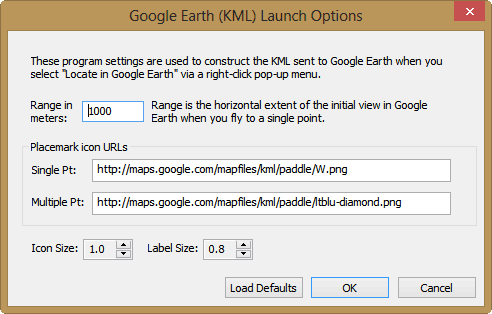 Google Earth (KML) Launch Options
These program settings are used to construct the KML sent to Google Earth when you
select "Locate in Google Earth" via a right-click pop-up menu.
Range in
meters:
1000
Range is the horizontal extent of the initial view in Google
Earth when you fly to a single point.
Placemark icon URLs
Single Pt: http://maps.google.com/mapfiles/kml/paddle/W.png
Multiple Pt: http://maps.google.com/mapfiles/kml/paddle/ltblu-diamond.png
Icon Size: 1.0 Label Size: 0.8
Load Defaults OK Cancel